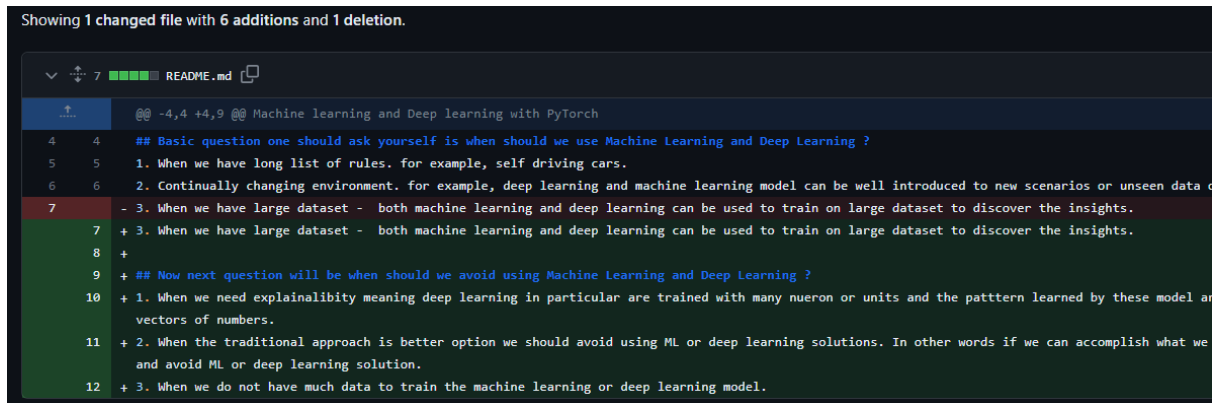 Showing 1 changed file with 6 additions and 1 deletion.
7 README.md
@@ -4,4 +4,9 @@ Machine learning and Deep learning with PyTorch
4 4 ## Basic question one should ask yourself is when should we use Machine Learning and Deep Learning ?
5 5 1. When we have long list of rules. for example, self driving cars.
6 6 2. Continually changing environment. for example, deep learning and machine learning model can be well introduced to new scenarios or unseen data
7 - 3. When we have large dataset -  both machine learning and deep learning can be used to train on large dataset to discover the insights.
7 + 3. When we have large dataset -  both machine learning and deep learning can be used to train on large dataset to discover the insights.
8 +
9 + ## Now next question will be when should we avoid using Machine Learning and Deep Learning ?
10 + 1. When we need explainalibity meaning deep learning in particular are trained with many nueron or units and the patttern learned by these model
vectors of numbers.
11 + 2. When the traditional approach is better option we should avoid using ML or deep learning solutions. In other words if we can accomplish what we
and avoid ML or deep learning solution.
12 + 3. When we do not have much data to train the machine learning or deep learning model.